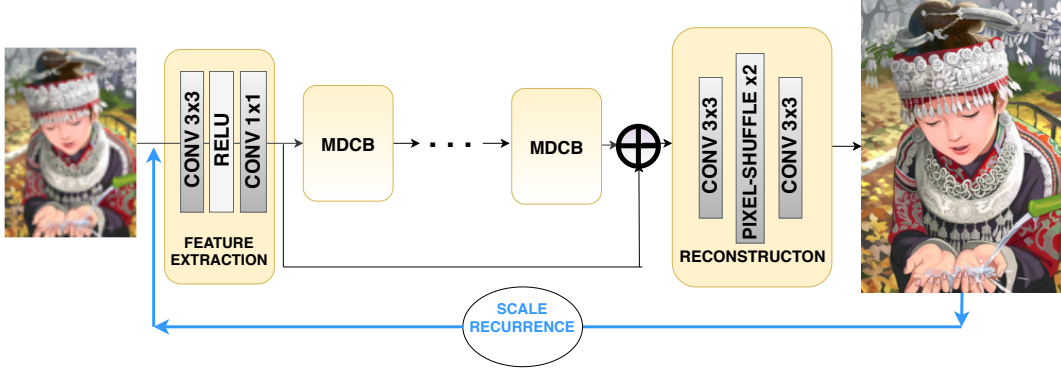 CONV 3x3
RELU
CONV 1x1
FEATURE
EXTRACTION
MDCB
. . .
MDCB
CONV 3x3
PIXEL-SHUFFLE x2
CONV 3x3
RECONSTRUCTON
SCALE
RECURRENCE